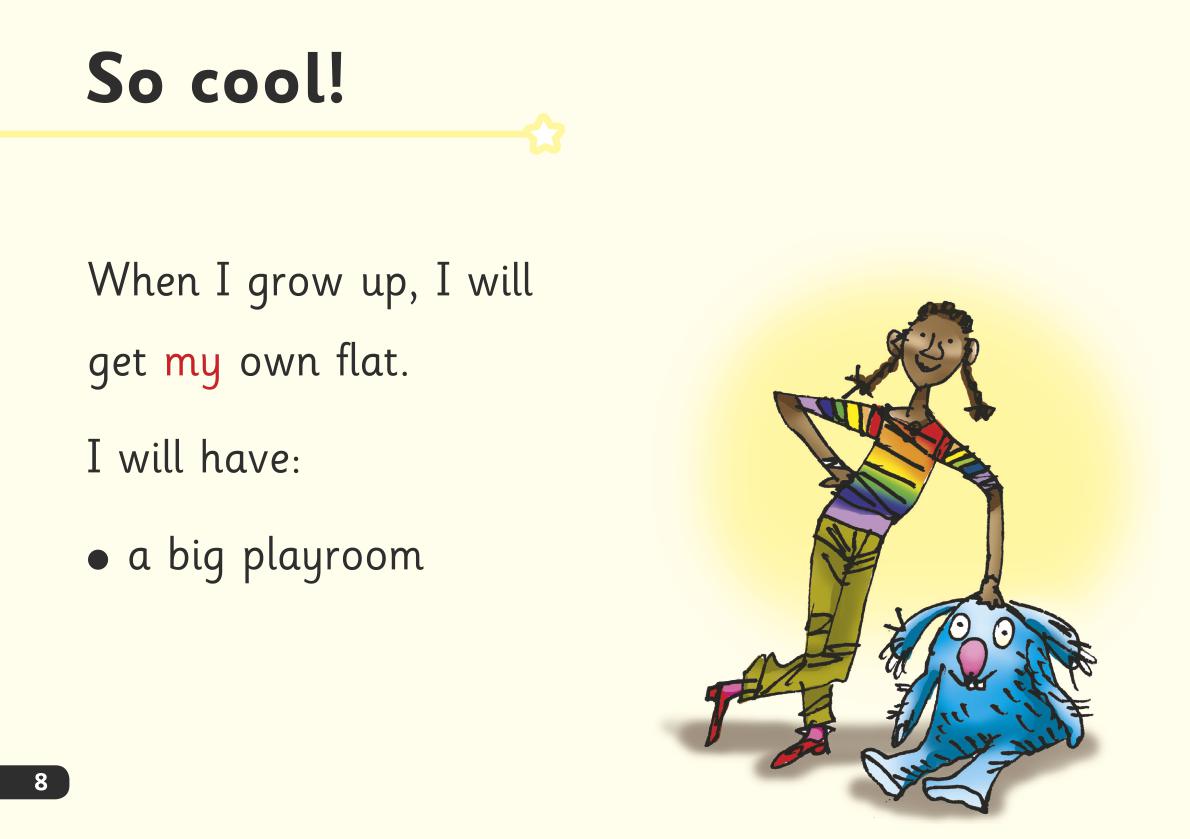 So cool!
When I grow up, I will
get my own flat.
I will have:
● a big playroom
8